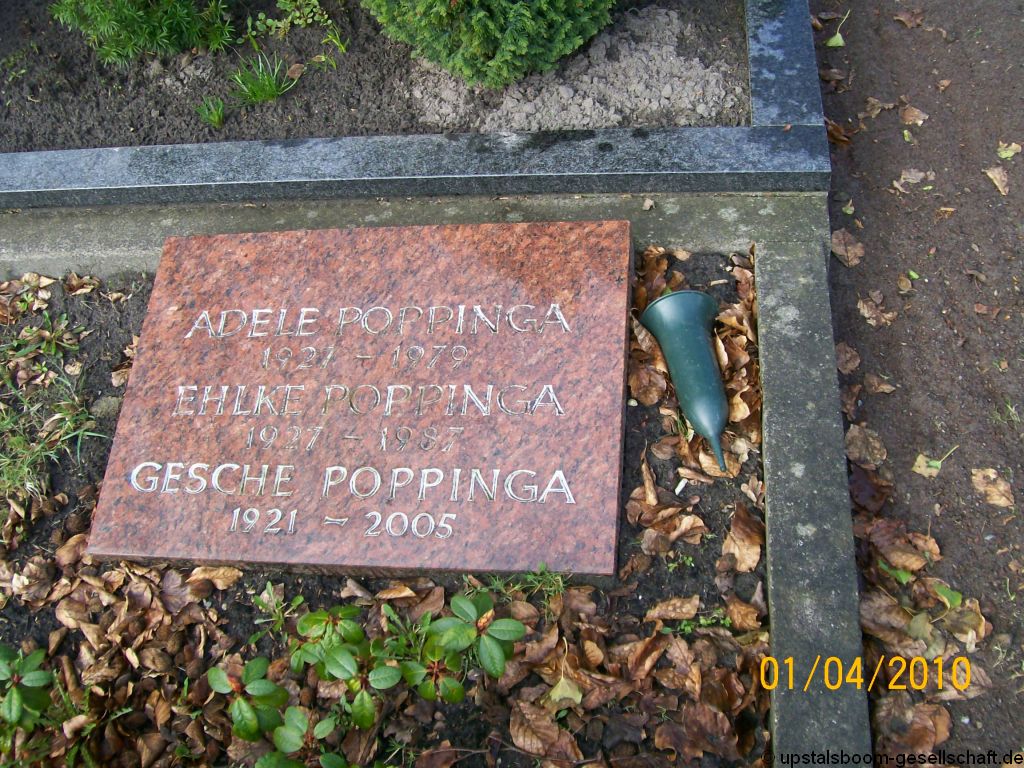 ADELE POPPINGA
1927 – 1979
EHLKE POPPINGA
1927 – 1987
GESCHE POPPINGA
1921 – 2005
01/04/2010
© upstalsboom-gesellschaft.de